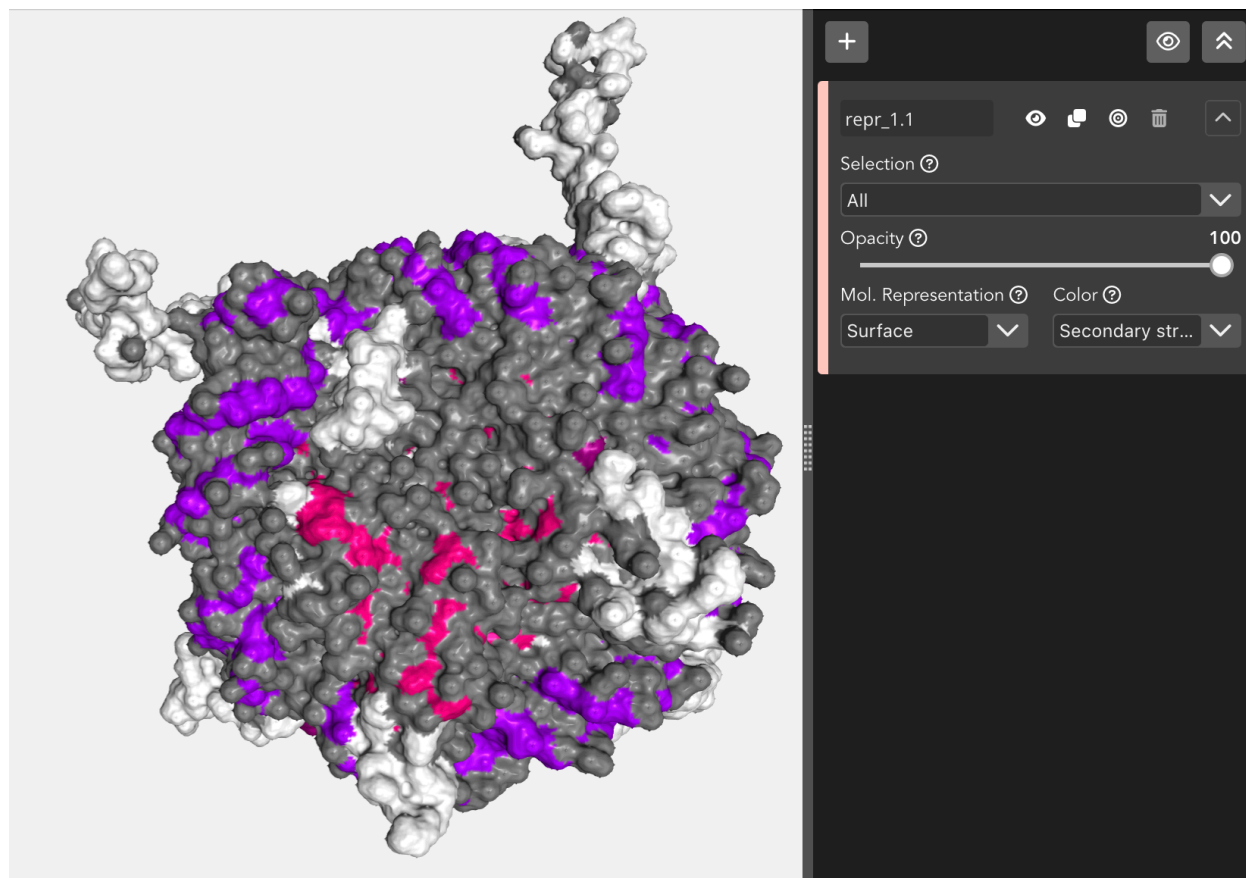 repr_1.1
Selection
All
Opacity 100
Mol. Representation Color
Surface Secondary str...